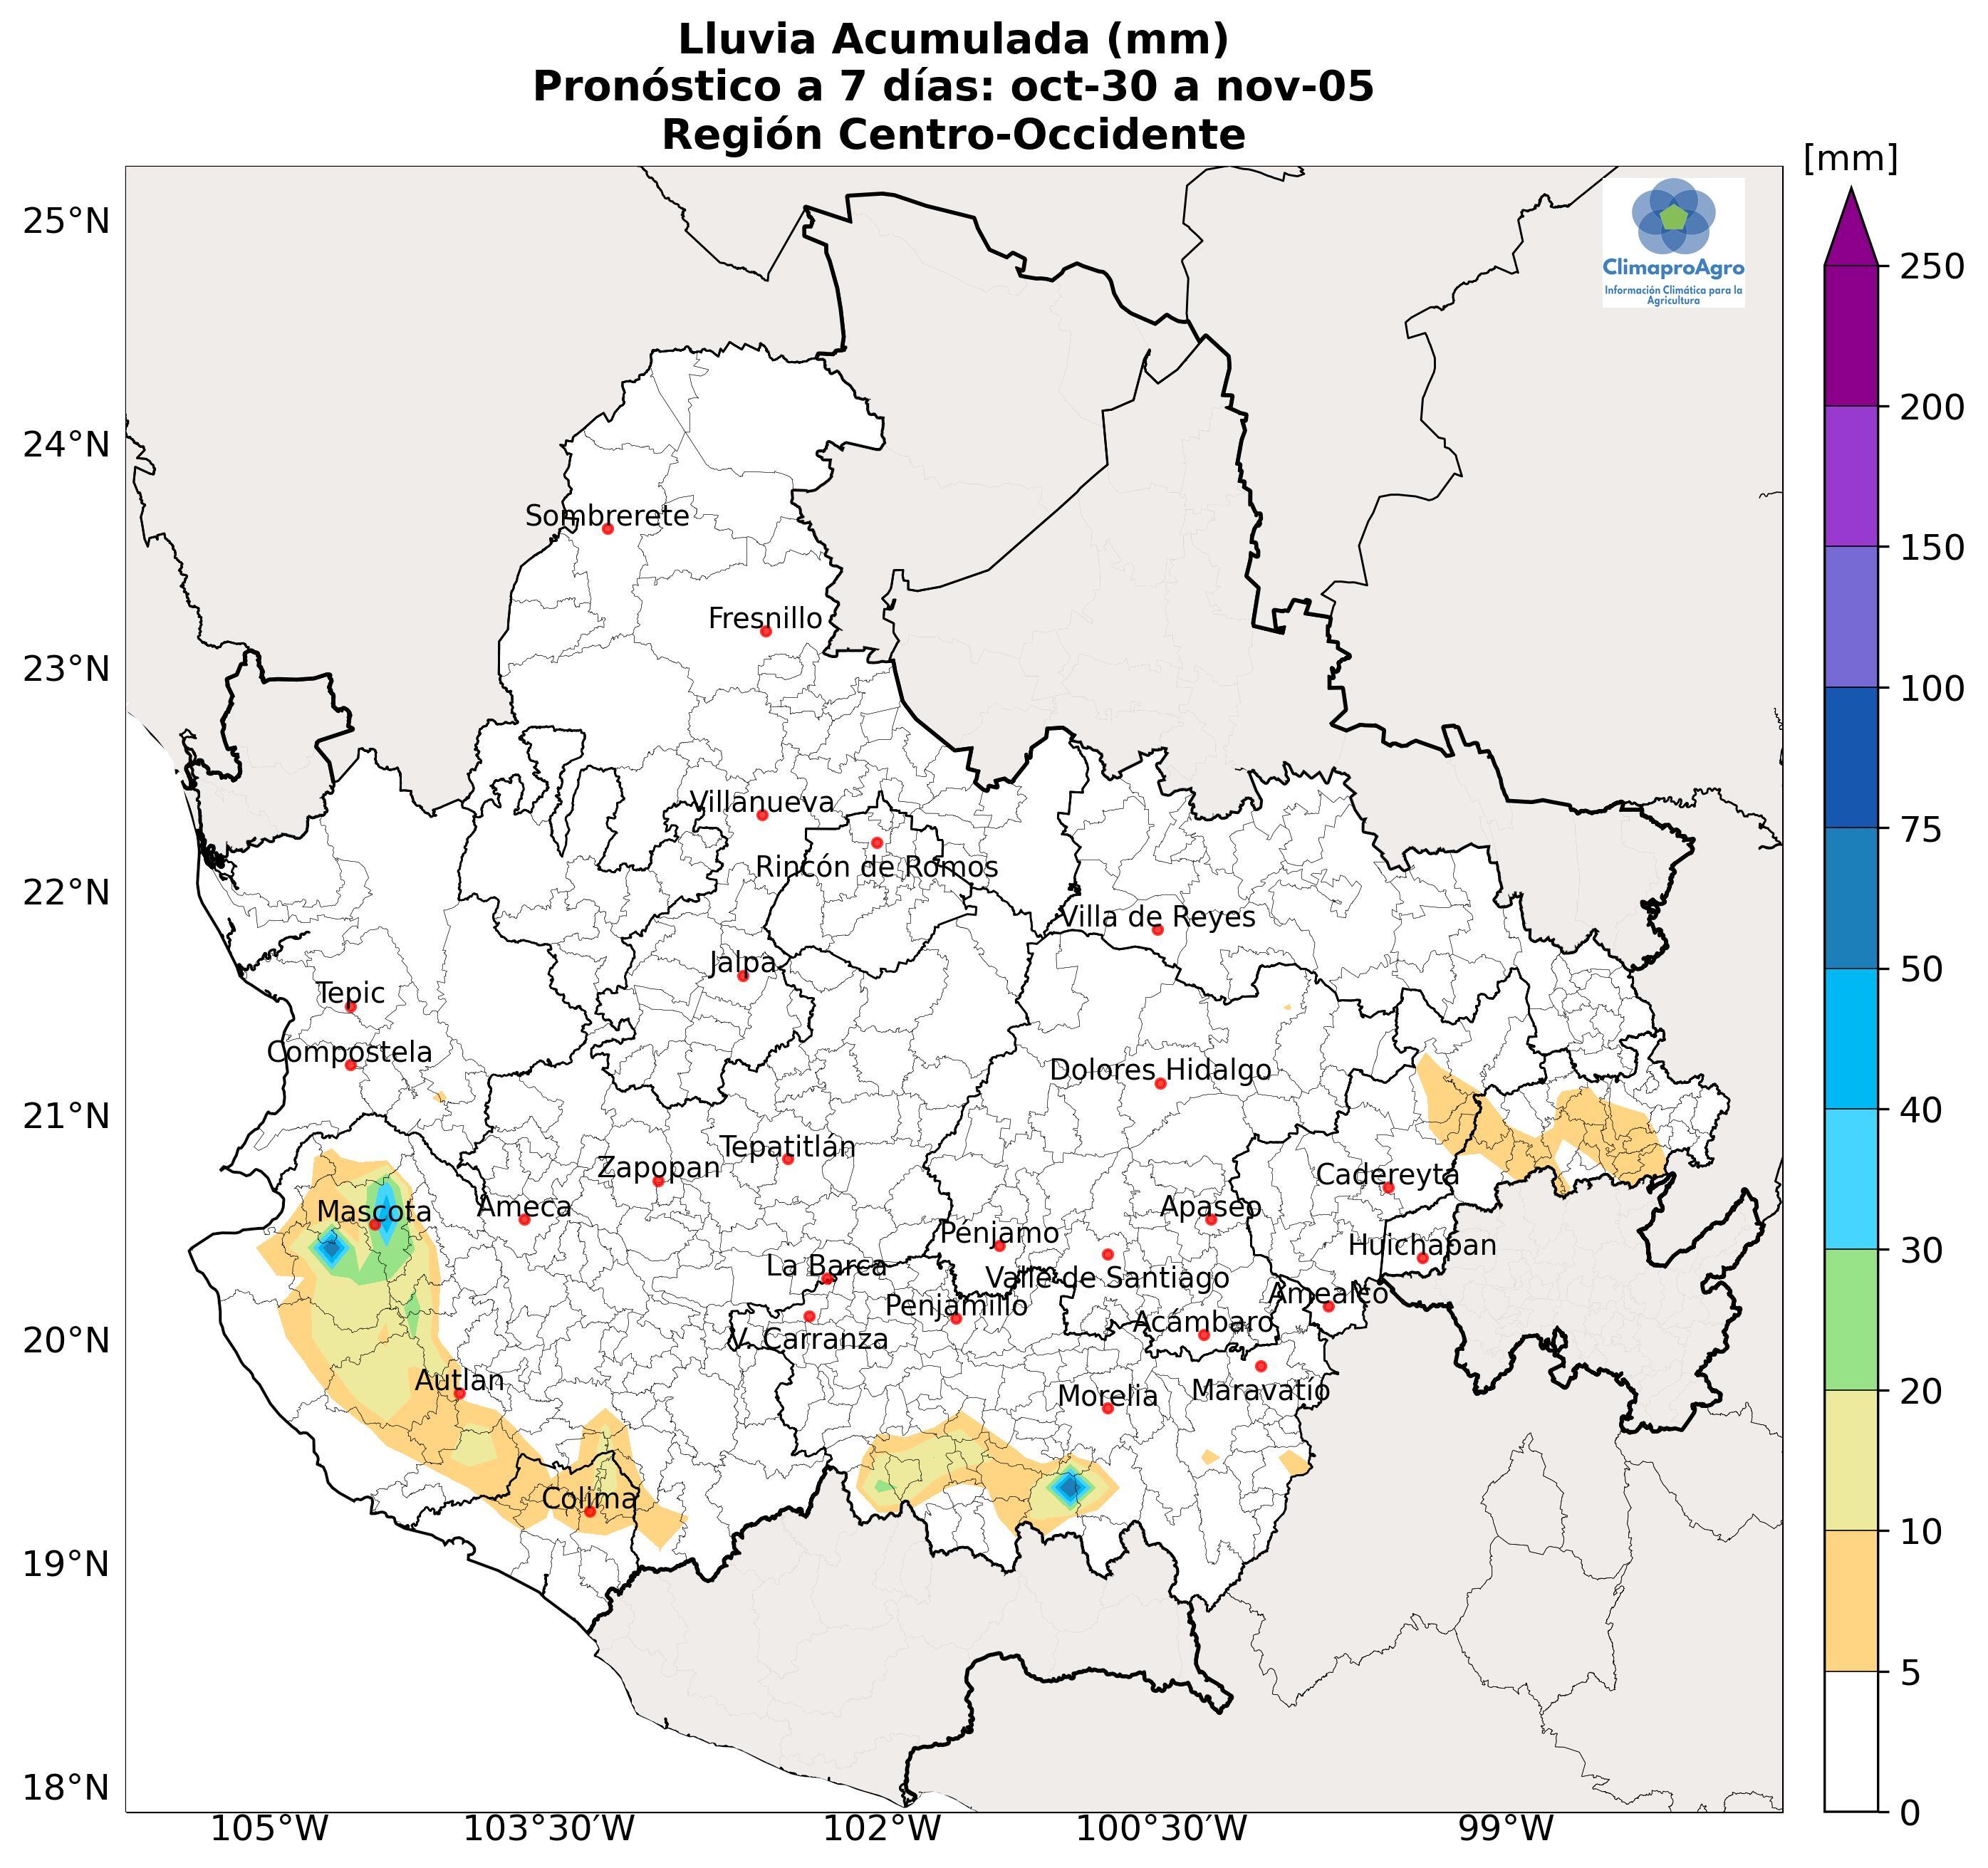 Lluvia Acumulada (mm)
Pronóstico a 7 días: oct-30 a nov-05
Región Centro-Occidente
[mm]
25°N
24°N
23°N
22°N
21°N
20°N
19°N
18°N
105°W
103°30'W
102°W
100°30'W
99°W
ClimaproAgro
Información Climática para la
Agricultura
Sombrerete
Fresnillo
Villanueva
Rincón de Romos
Villa de Reyes
Jalpa
Tepic
Compostela
Dolores Hidalgo
Tepatitlán
Zapopan
Cadereyta
Mascota
Ameca
Apaseo
Pénjamo
Huichapan
La Barca
Valle de Santiago
Amealco
Penjamillo
Acámbaro
V. Carranza
Autlan
Morelia
Maravatío
Colima
250
200
150
100
75
50
40
30
20
10
5
0